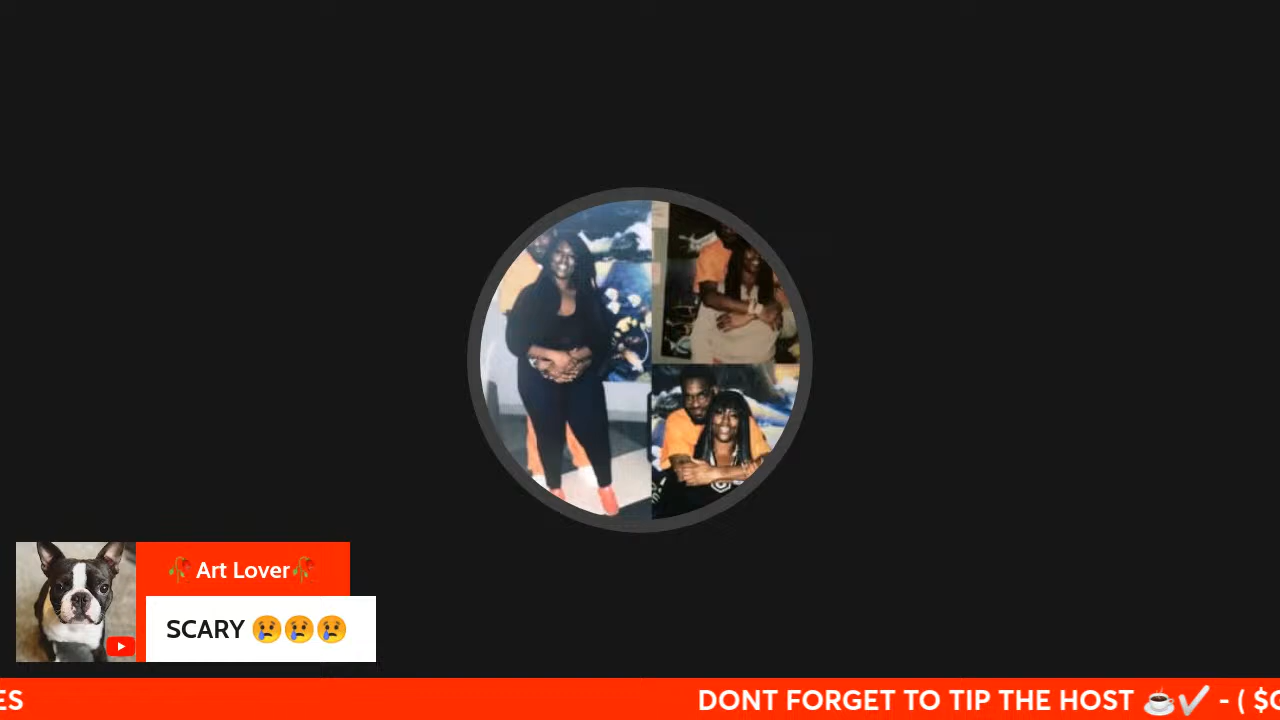 🥀 Art Lover🥀
SCARY 😢😢😢
ES
DONT FORGET TO TIP THE HOST ☕✔ - ( $